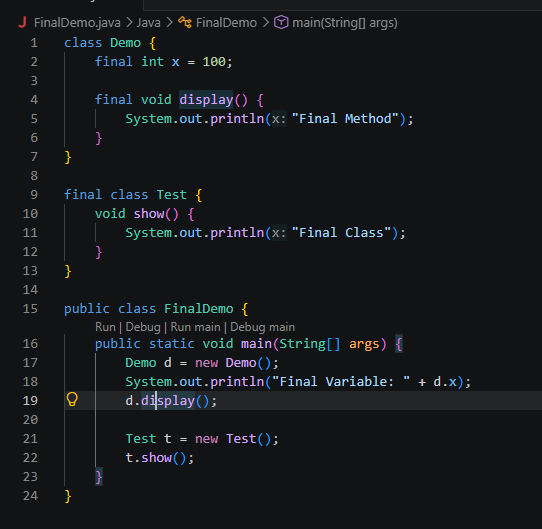 FinalDemo.java > Java > FinalDemo > main(String[] args)
1 class Demo {
2     final int x = 100;
3
4     final void display() {
5         System.out.println(x: "Final Method");
6     }
7 }
8
9 final class Test {
10     void show() {
11         System.out.println(x: "Final Class");
12     }
13 }
14
15 public class FinalDemo {
Run | Debug | Run main | Debug main
16     public static void main(String[] args) {
17         Demo d = new Demo();
18         System.out.println("Final Variable: " + d.x);
19         d.display();
20
21         Test t = new Test();
22         t.show();
23     }
24 }